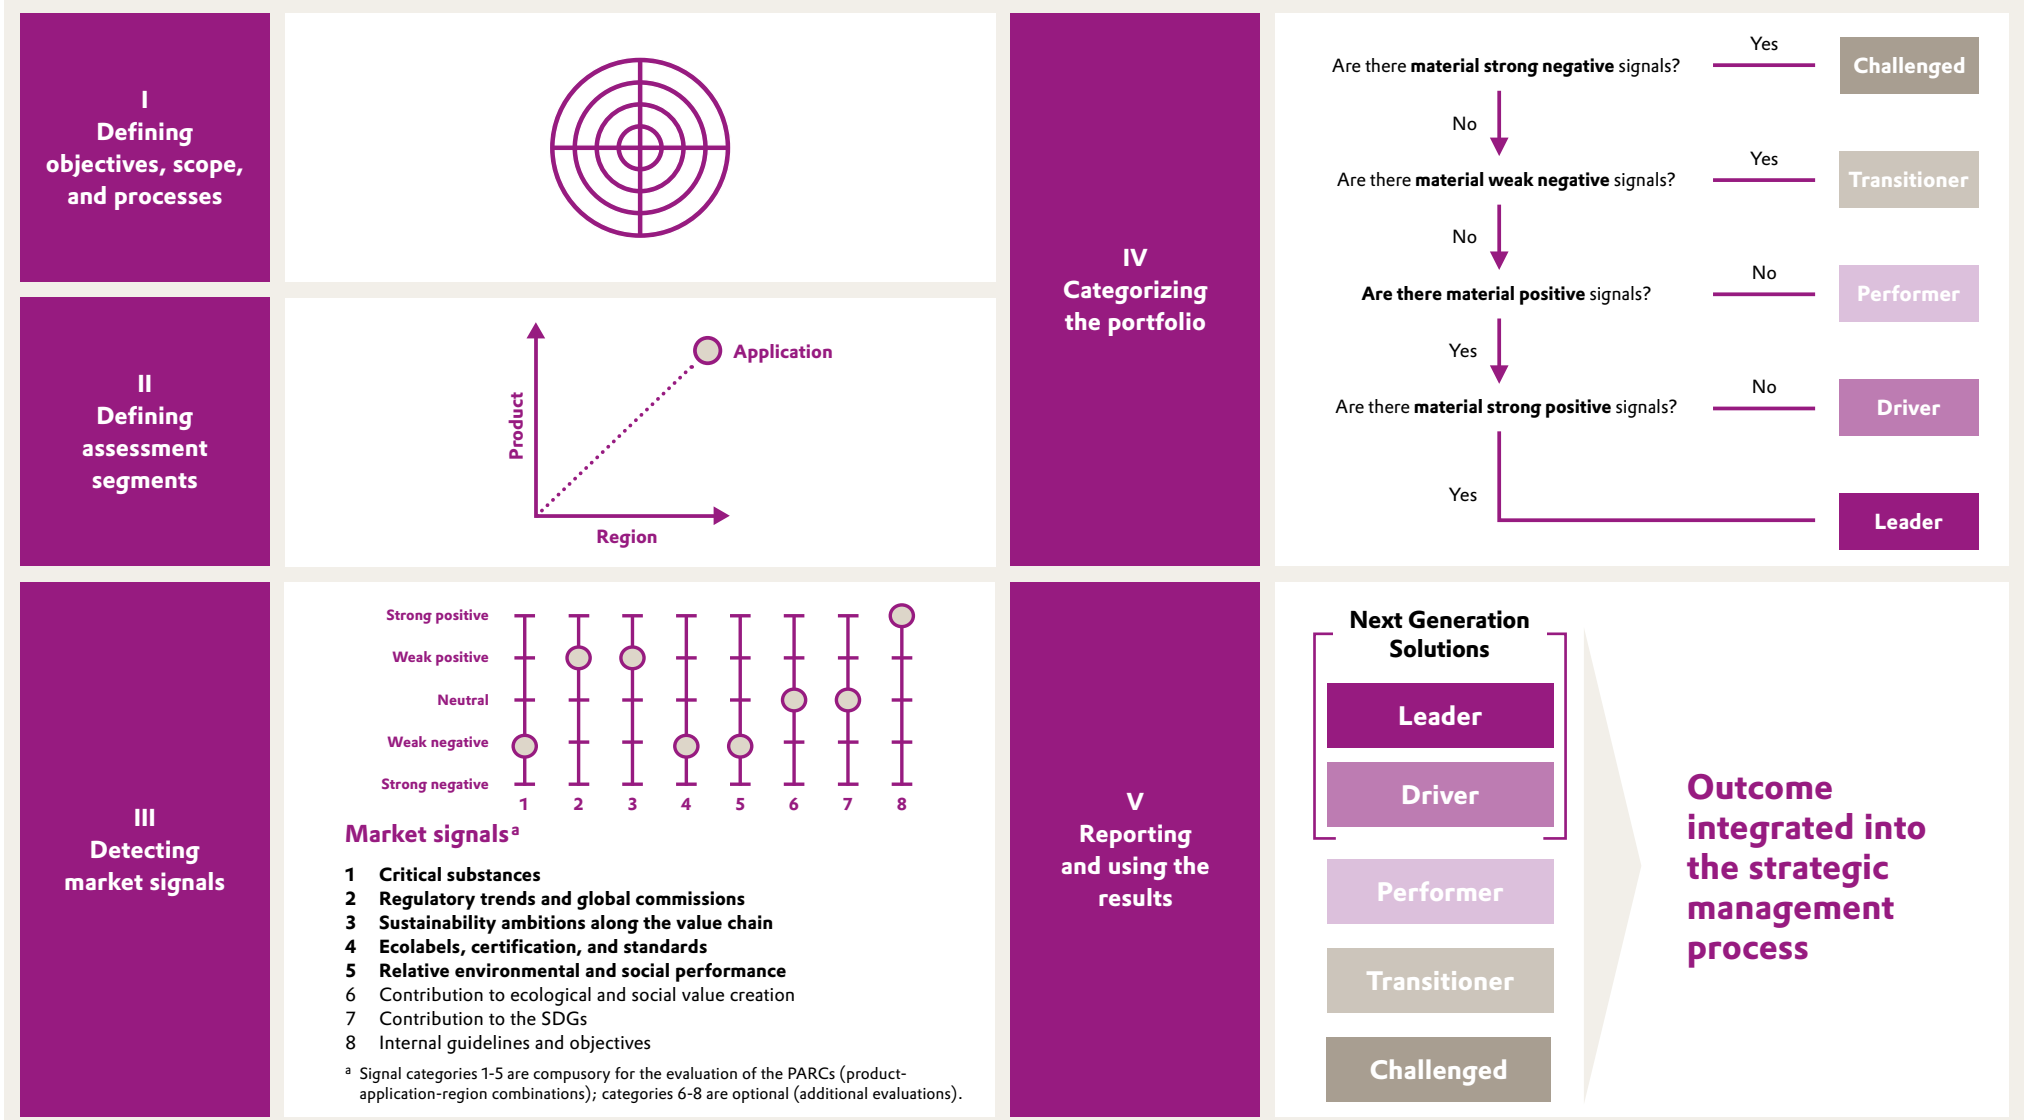 I
Defining
objectives, scope,
and processes
II
Defining
assessment
segments
Product
Application
Region
III
Detecting
market signals
Strong positive
Weak positive
Neutral
Weak negative
Strong negative
1 2 3 4 5 6 7 8
Market signals a
1 Critical substances
2 Regulatory trends and global commissions
3 Sustainability ambitions along the value chain
4 Ecolabels, certification, and standards
5 Relative environmental and social performance
6 Contribution to ecological and social value creation
7 Contribution to the SDGs
8 Internal guidelines and objectives
a Signal categories 1-5 are compusory for the evaluation of the PARCs (product-
application-region combinations); categories 6-8 are optional (additional evaluations).
IV
Categorizing
the portfolio
Are there material strong negative signals?
Yes
Challenged
No
Are there material weak negative signals?
Yes
Transitioner
No
Are there material positive signals?
No
Performer
Yes
Are there material strong positive signals?
No
Driver
Yes
Leader
V
Reporting
and using the
results
Next Generation
Solutions
Leader
Driver
Performer
Transitioner
Challenged
Outcome
integrated into
the strategic
management
process